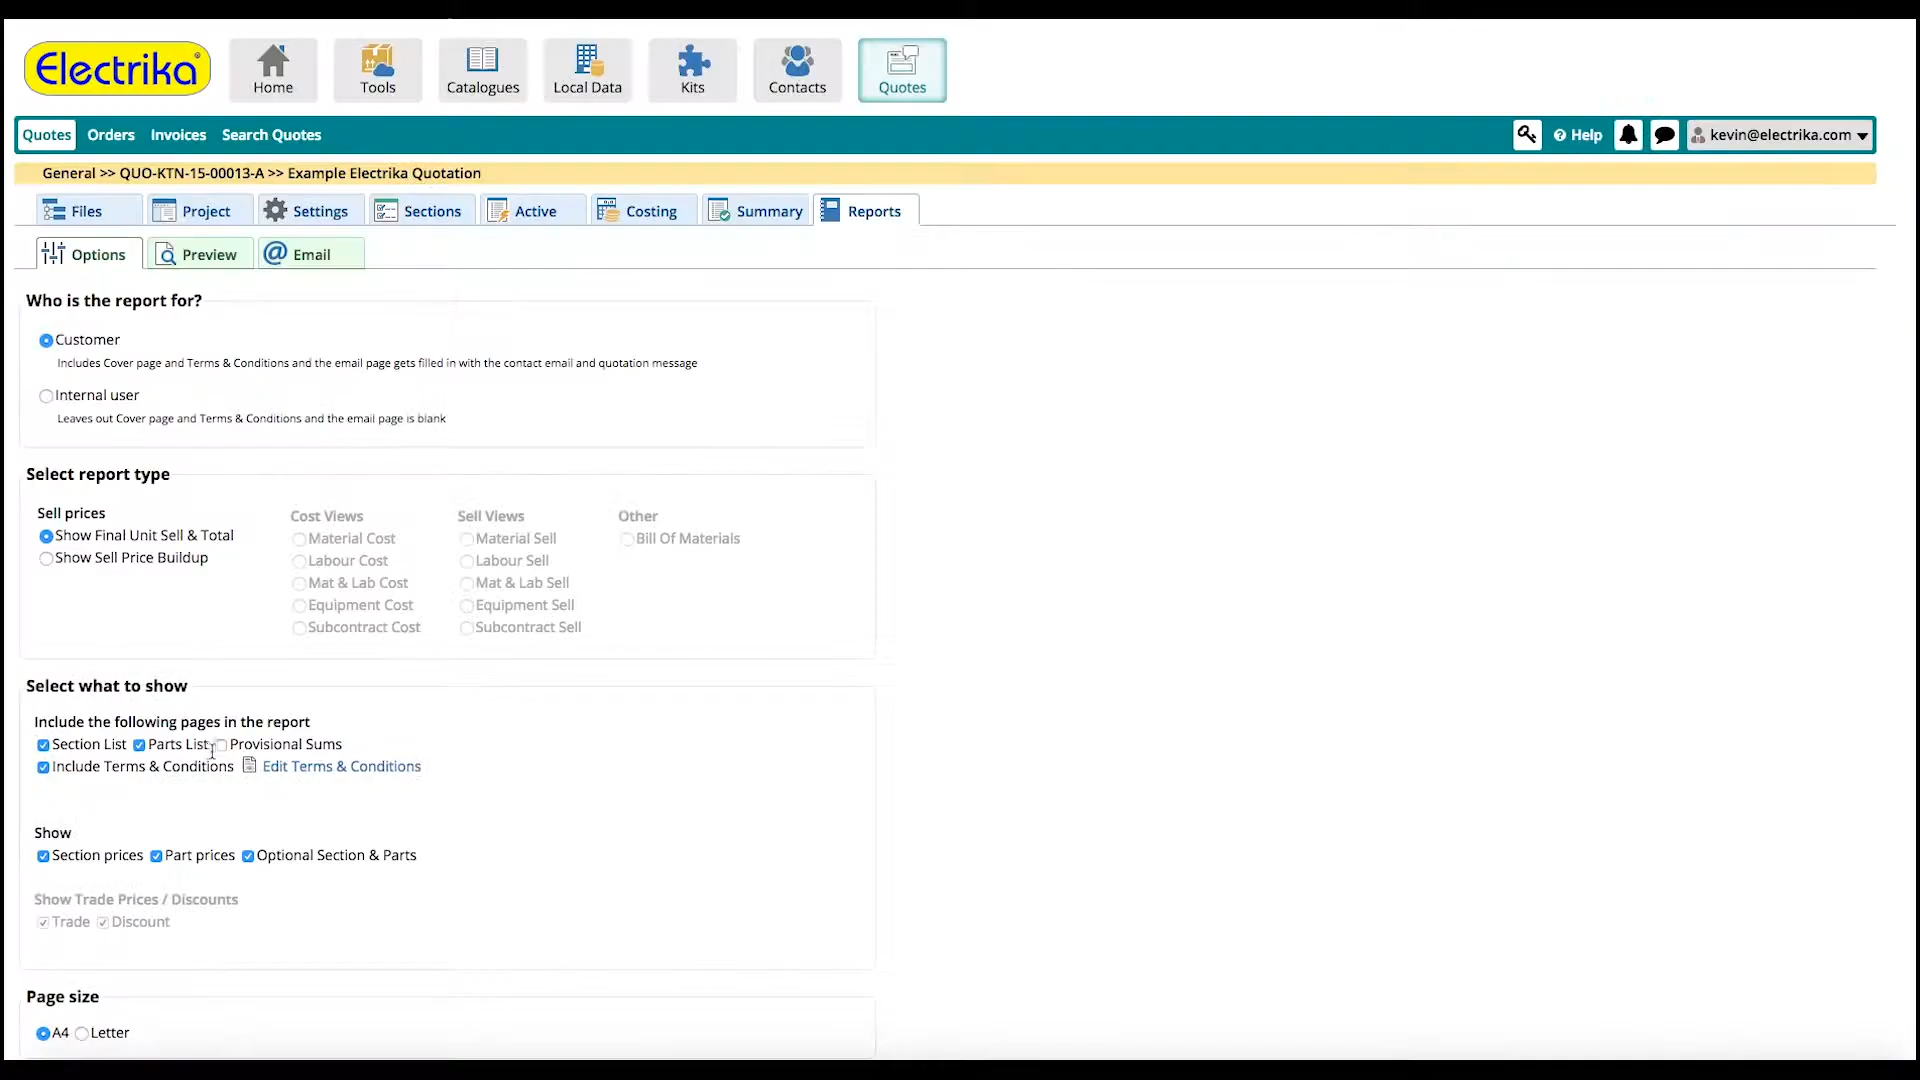 Electrika®
Home
Tools
Catalogues
Local Data
Kits
Contacts
Quotes
Quotes Orders Invoices Search Quotes
Help
kevin@electrika.com
General >> QUO-KTN-15-00013-A >> Example Electrika Quotation
Files Project Settings Sections Active Costing Summary Reports
Options Preview @ Email
Who is the report for?
Customer
Includes Cover page and Terms & Conditions and the email page gets filled in with the contact email and quotation message
Internal user
Leaves out Cover page and Terms & Conditions and the email page is blank
Select report type
Sell prices
Show Final Unit Sell & Total
Show Sell Price Buildup
Cost Views
Material Cost
Labour Cost
Mat & Lab Cost
Equipment Cost
Subcontract Cost
Sell Views
Material Sell
Labour Sell
Mat & Lab Sell
Equipment Sell
Subcontract Sell
Other
Bill Of Materials
Select what to show
Include the following pages in the report
Section List Parts List Provisional Sums
Include Terms & Conditions Edit Terms & Conditions
Show
Section prices Part prices Optional Section & Parts
Show Trade Prices / Discounts
Trade Discount
Page size
A4 Letter